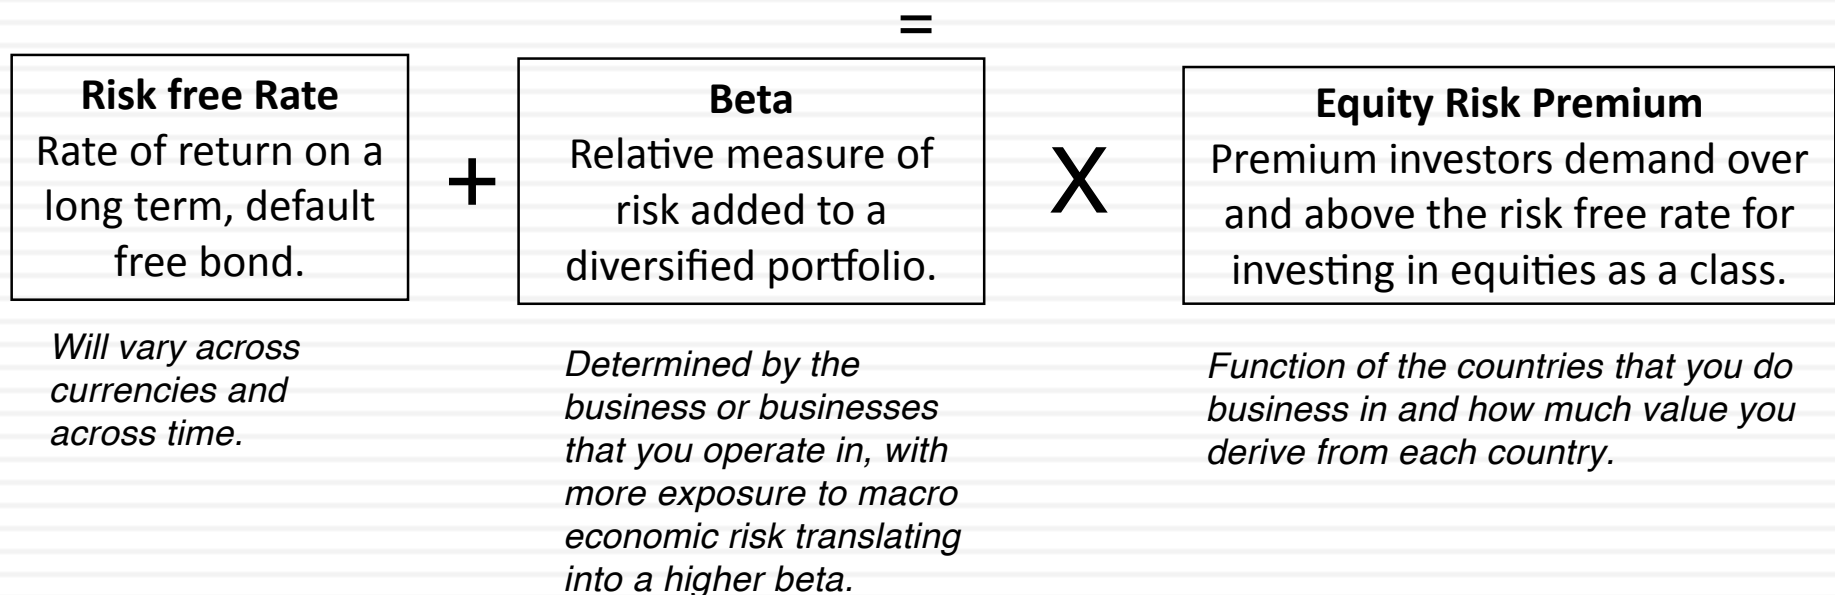 =
Risk free Rate
Rate of return on a
long term, default
free bond.
+
Beta
Relative measure of
risk added to a
diversified portfolio.
X
Equity Risk Premium
Premium investors demand over
and above the risk free rate for
investing in equities as a class.
Will vary across
currencies and
across time.
Determined by the
business or businesses
that you operate in, with
more exposure to macro
economic risk translating
into a higher beta.
Function of the countries that you do
business in and how much value you
derive from each country.